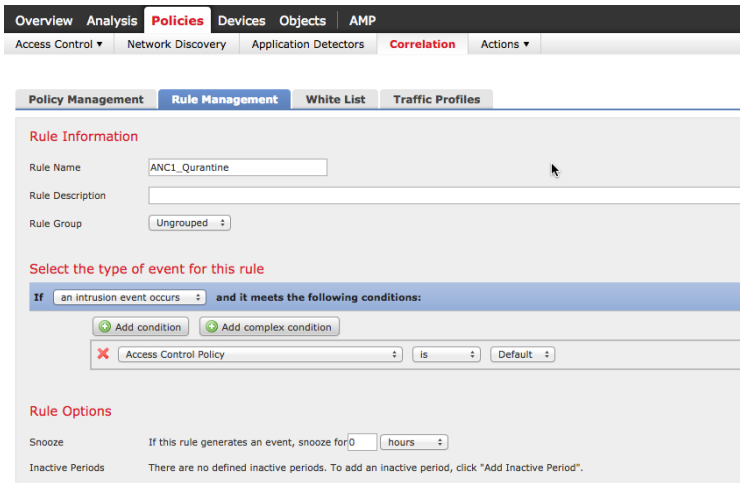 Overview Analysis Policies Devices Objects AMP
Access Control ▾ Network Discovery Application Detectors Correlation Actions ▾
Policy Management Rule Management White List Traffic Profiles
Rule Information
Rule Name ANC1_Qurantine
Rule Description
Rule Group Ungrouped
Select the type of event for this rule
If an intrusion event occurs and it meets the following conditions:
Add condition Add complex condition
Access Control Policy is Default
Rule Options
Snooze If this rule generates an event, snooze for 0 hours
Inactive Periods There are no defined inactive periods. To add an inactive period, click "Add Inactive Period".